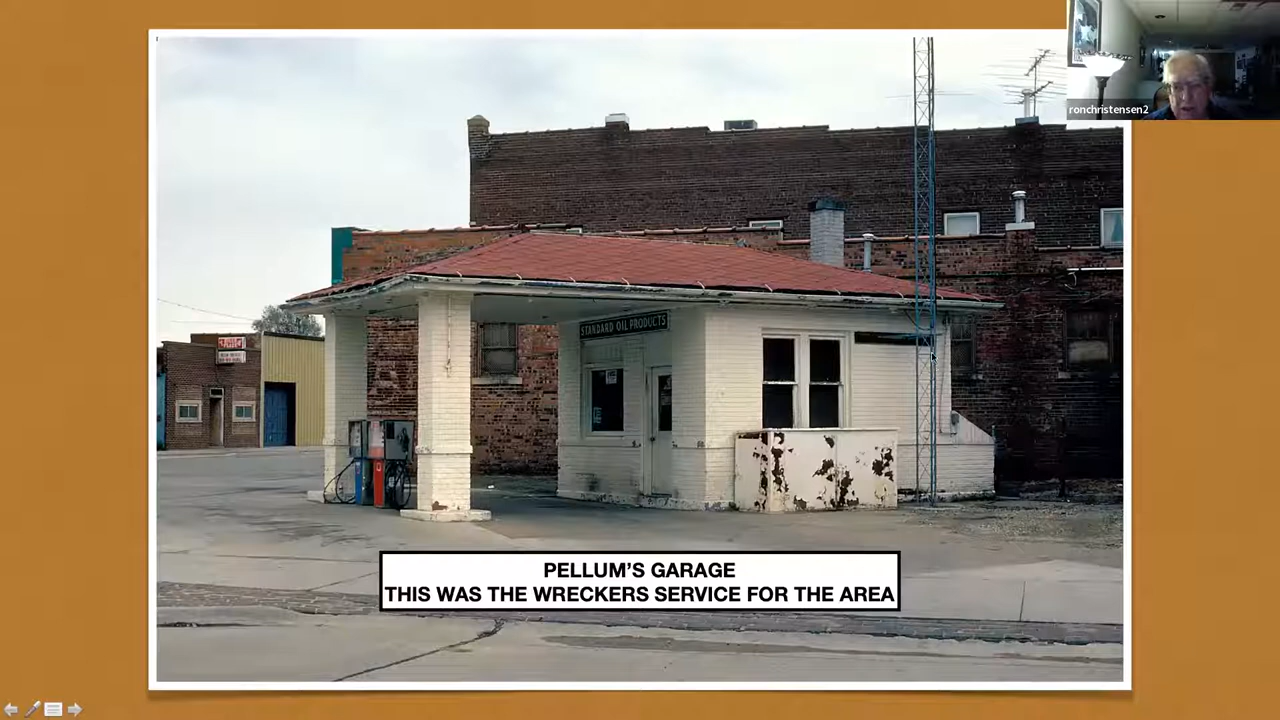 ronchristensen2
STANDARD OIL PRODUCTS
PELLUM'S GARAGE
THIS WAS THE WRECKERS SERVICE FOR THE AREA